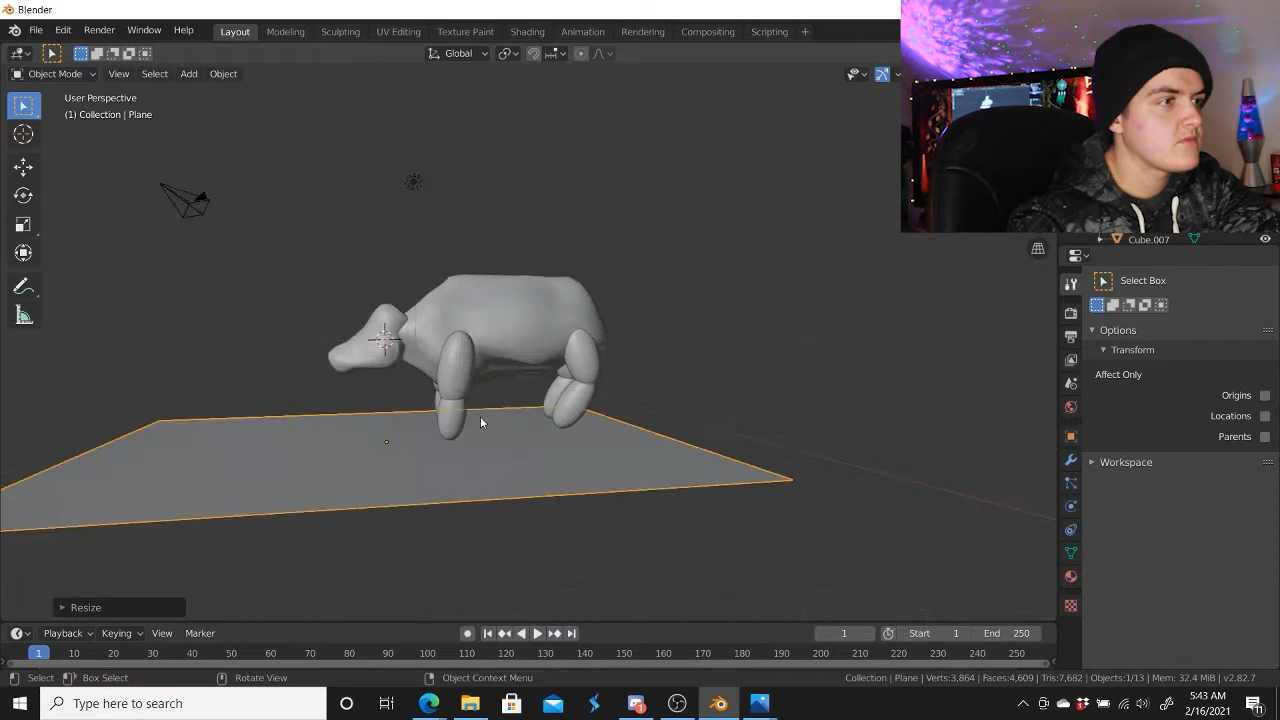 Blender
File Edit Render Window Help Layout Modeling Sculpting UV Editing Texture Paint Shading Animation Rendering Compositing Scripting +
Global
Object Mode View Select Add Object
User Perspective
(1) Collection | Plane
Cube.007
Select Box
Options
Transform
Affect Only
Origins
Locations
Parents
Workspace
Resize
Playback Keying View Marker 1 Start 1 End 250
1 10 20 30 40 50 60 70 80 90 100 110 120 130 140 150 160 170 180 190 200 210 220 230 240 250
Select Box Select Rotate View Object Context Menu Collection | Plane | Verts:3,864 | Faces:4,609 | Tris:7,682 | Objects:1/13 | Mem: 32.4 MiB | v2.82.7
Type here to search
5:43 AM
2/16/2021